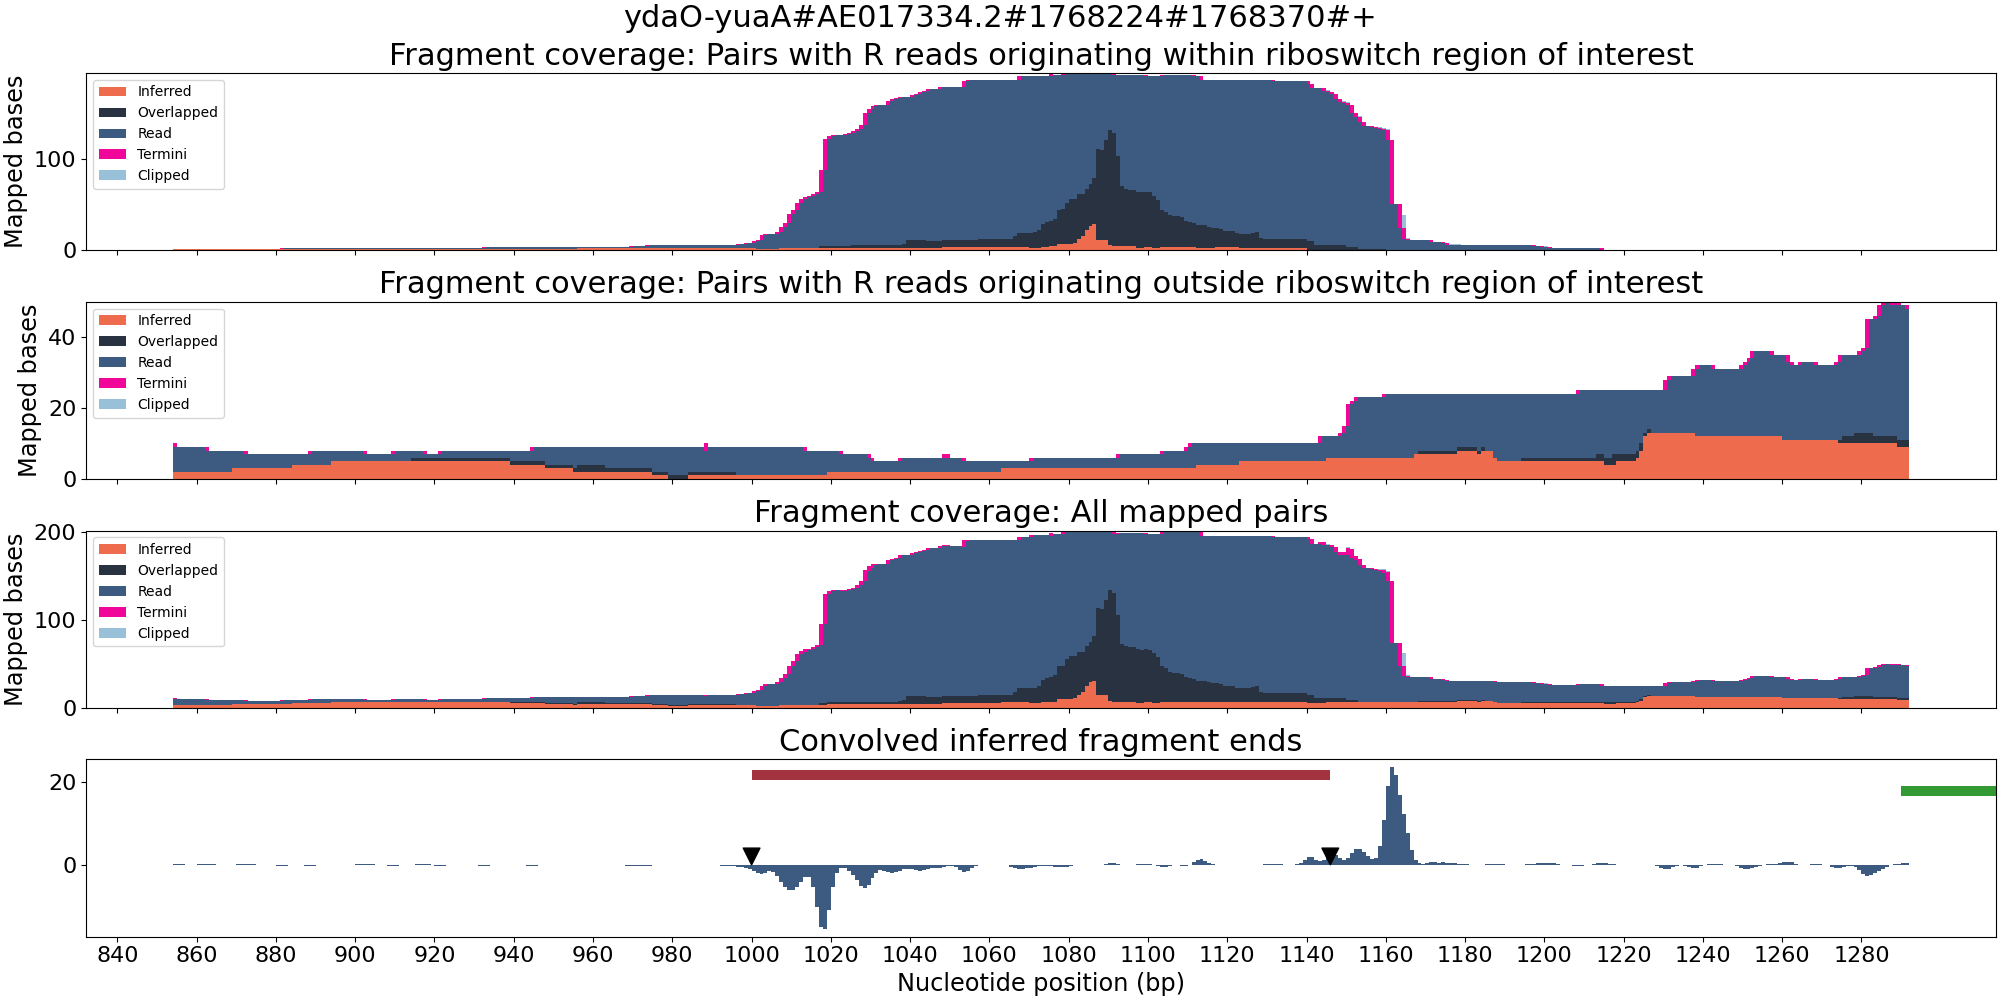 ydaO-yuaA#AE017334.2#1768224#1768370#+
Fragment coverage: Pairs with R reads originating within riboswitch region of interest
Mapped bases
100
0
Inferred
Overlapped
Read
Termini
Clipped
Fragment coverage: Pairs with R reads originating outside riboswitch region of interest
Mapped bases
40
20
0
Inferred
Overlapped
Read
Termini
Clipped
Fragment coverage: All mapped pairs
Mapped bases
200
100
0
Inferred
Overlapped
Read
Termini
Clipped
Convolved inferred fragment ends
20
0
840 860 880 900 920 940 960 980 1000 1020 1040 1060 1080 1100 1120 1140 1160 1180 1200 1220 1240 1260 1280
Nucleotide position (bp)